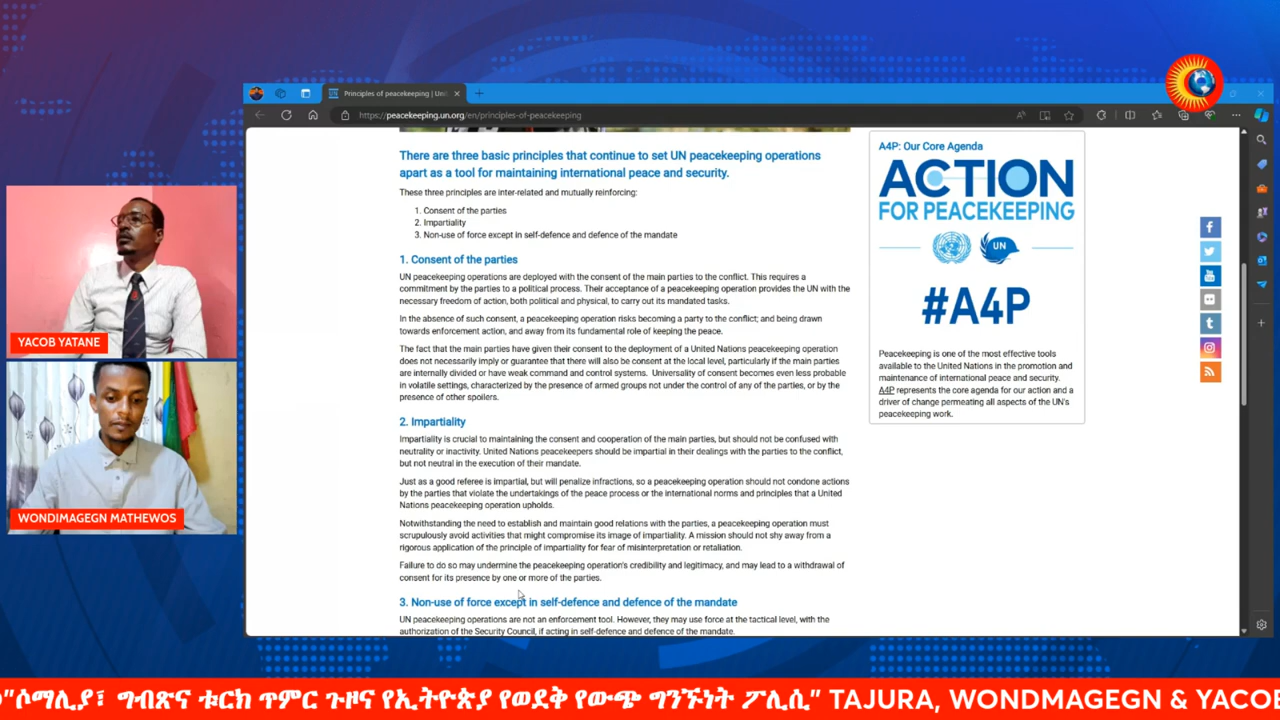 Principles of peacekeeping | Uni
https://peacekeeping.un.org/en/principles-of-peacekeeping
There are three basic principles that continue to set UN peacekeeping operations
apart as a tool for maintaining international peace and security.
These three principles are inter-related and mutually reinforcing:
1. Consent of the parties
2. Impartiality
3. Non-use of force except in self-defence and defence of the mandate
1. Consent of the parties
UN peacekeeping operations are deployed with the consent of the main parties to the conflict. This requires a
commitment by the parties to a political process. Their acceptance of a peacekeeping operation provides the UN with the
necessary freedom of action, both political and physical, to carry out its mandated tasks.
In the absence of such consent, a peacekeeping operation risks becoming a party to the conflict; and being drawn
towards enforcement action, and away from its fundamental role of keeping the peace.
The fact that the main parties have given their consent to the deployment of a United Nations peacekeeping operation
does not necessarily imply or guarantee that there will also be consent at the local level, particularly if the main parties
are internally divided or have weak command and control systems. Universality of consent becomes even less probable
in volatile settings, characterized by the presence of armed groups not under the control of any of the parties, or by the
presence of other spoilers.
2. Impartiality
Impartiality is crucial to maintaining the consent and cooperation of the main parties, but should not be confused with
neutrality or inactivity. United Nations peacekeepers should be impartial in their dealings with the parties to the conflict,
but not neutral in the execution of their mandate.
Just as a good referee is impartial, but will penalize infractions, so a peacekeeping operation should not condone actions
by the parties that violate the undertakings of the peace process or the international norms and principles that a United
Nations peacekeeping operation upholds.
Notwithstanding the need to establish and maintain good relations with the parties, a peacekeeping operation must
scrupulously avoid activities that might compromise its image of impartiality. A mission should not shy away from a
rigorous application of the principle of impartiality for fear of misinterpretation or retaliation.
Failure to do so may undermine the peacekeeping operation's credibility and legitimacy, and may lead to a withdrawal of
consent for its presence by one or more of the parties.
3. Non-use of force except in self-defence and defence of the mandate
UN peacekeeping operations are not an enforcement tool. However, they may use force at the tactical level, with the
authorization of the Security Council, if acting in self-defence and defence of the mandate.
A4P: Our Core Agenda
ACTION
FOR PEACEKEEPING
UN
#A4P
Peacekeeping is one of the most effective tools
available to the United Nations in the promotion and
maintenance of international peace and security.
A4P represents the core agenda for our action and a
driver of change permeating all aspects of the UN's
peacekeeping work.
YACOB YATANE
WONDIMAGEGN MATHEWOS
"ሶማሊያ፣ ግብጽና ቱርክ ጥምር ጉዞና የኢትዮጵያ የወደቅ የውጭ ግንኙነት ፖሊሲ" TAJURA, WONDMAGEGN & YACOB